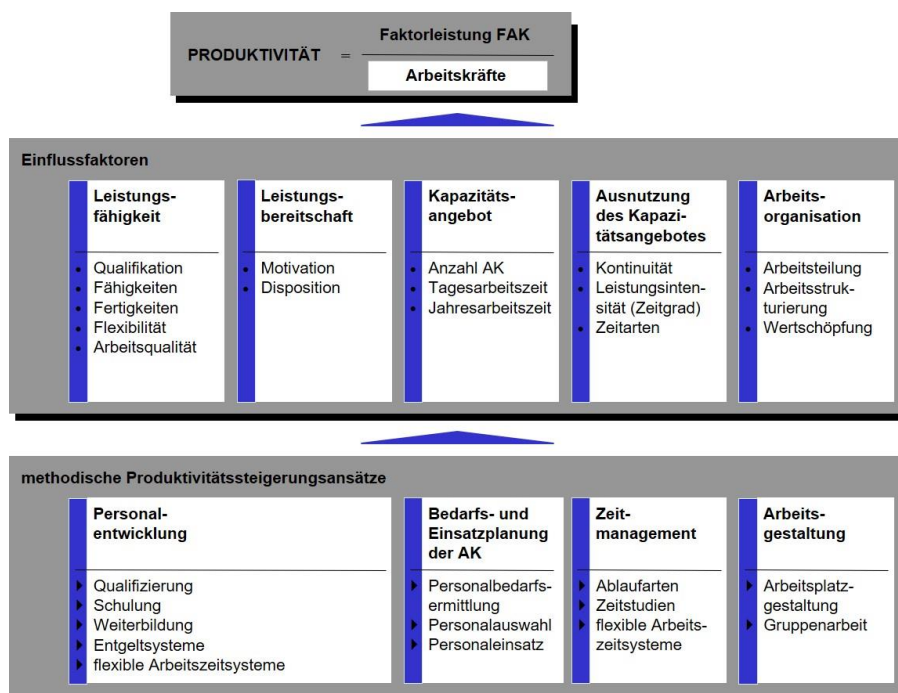 Faktorleistung FAK
PRODUKTIVITÄT =
Arbeitskräfte
Einflussfaktoren
Leistungs-
fähigkeit
• Qualifikation
• Fähigkeiten
• Fertigkeiten
• Flexibilität
• Arbeitsqualität
Leistungs-
bereitschaft
• Motivation
• Disposition
Kapazitäts-
angebot
• Anzahl AK
• Tagesarbeitszeit
• Jahresarbeitszeit
Ausnutzung
des Kapazi-
tätsangebotes
• Kontinuität
• Leistungsinten-
sität (Zeitgrad)
• Zeitarten
Arbeits-
organisation
• Arbeitsteilung
• Arbeitsstruk-
turierung
• Wertschöpfung
methodische Produktivitätssteigerungsansätze
Personal-
entwicklung
Qualifizierung
Schulung
Weiterbildung
Entgeltsysteme
flexible Arbeitszeitsysteme
Bedarfs- und
Einsatzplanung
der AK
Personalbedarfs-
ermittlung
Personalauswahl
Personaleinsatz
Zeit-
management
Ablaufarten
Zeitstudien
flexible Arbeits-
zeitsysteme
Arbeits-
gestaltung
Arbeitsplatz-
gestaltung
Gruppenarbeit